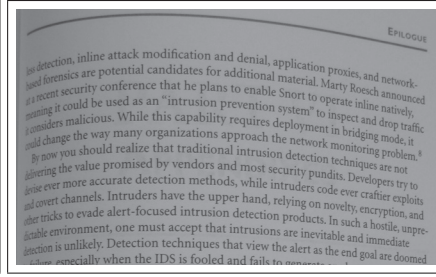 EPILOGUE
less detection, inline attack modification and denial, application proxies, and network-
based forensics are potential candidates for additional material. Marty Roesch announced
at a recent security conference that he plans to enable Snort to operate inline natively,
meaning it could be used as an “intrusion prevention system” to inspect and drop traffic
it considers malicious. While this capability requires deployment in bridging mode, it
could change the way many organizations approach the network monitoring problem.
By now you should realize that traditional intrusion detection techniques are not
delivering the value promised by vendors and most security pundits. Developers try to
devise ever more accurate detection methods, while intruders code ever craftier exploits
and covert channels. Intruders have the upper hand, relying on novelty, encryption, and
other tricks to evade alert-focused intrusion detection products. In such a hostile, unpre-
dictable environment, one must accept that intrusions are inevitable and immediate
detection is unlikely. Detection techniques that view the alert as the end goal are doomed
failure, especially when the IDS is fooled and fails to